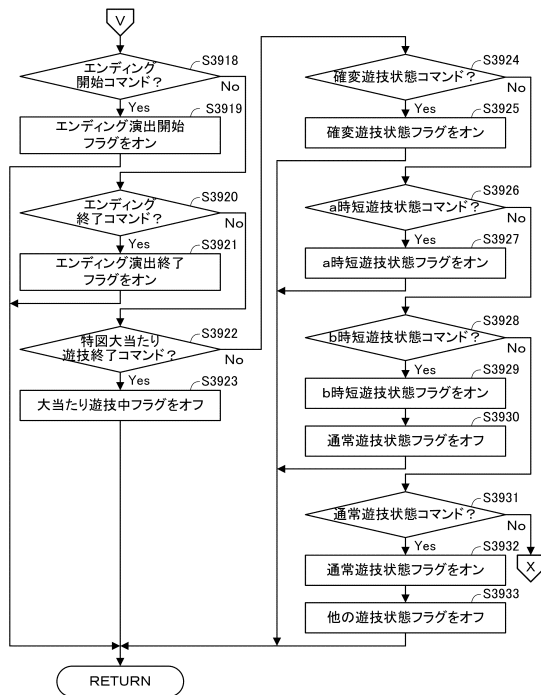 V
エンディング
開始コマンド？
S3918
No
Yes
S3919
エンディング演出開始
フラグをオン
エンディング
終了コマンド？
S3920
No
Yes
S3921
エンディング演出終了
フラグをオン
特図大当たり
遊技終了コマンド？
S3922
No
Yes
S3923
大当たり遊技中フラグをオフ
確変遊技状態コマンド？
S3924
No
Yes
S3925
確変遊技状態フラグをオン
a時短遊技状態コマンド？
S3926
No
Yes
S3927
a時短遊技状態フラグをオン
b時短遊技状態コマンド？
S3928
No
Yes
S3929
b時短遊技状態フラグをオン
S3930
通常遊技状態フラグをオフ
通常遊技状態コマンド？
S3931
No
Yes
X
S3932
通常遊技状態フラグをオン
S3933
他の遊技状態フラグをオフ
RETURN